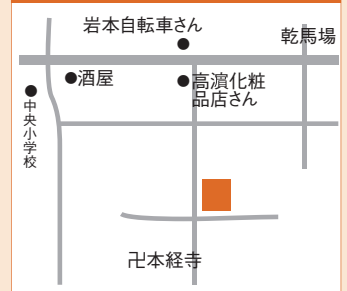 岩本自転車さん
乾馬場
●酒屋
●高濵化粧
品店さん
●中央小学校
卍本経寺